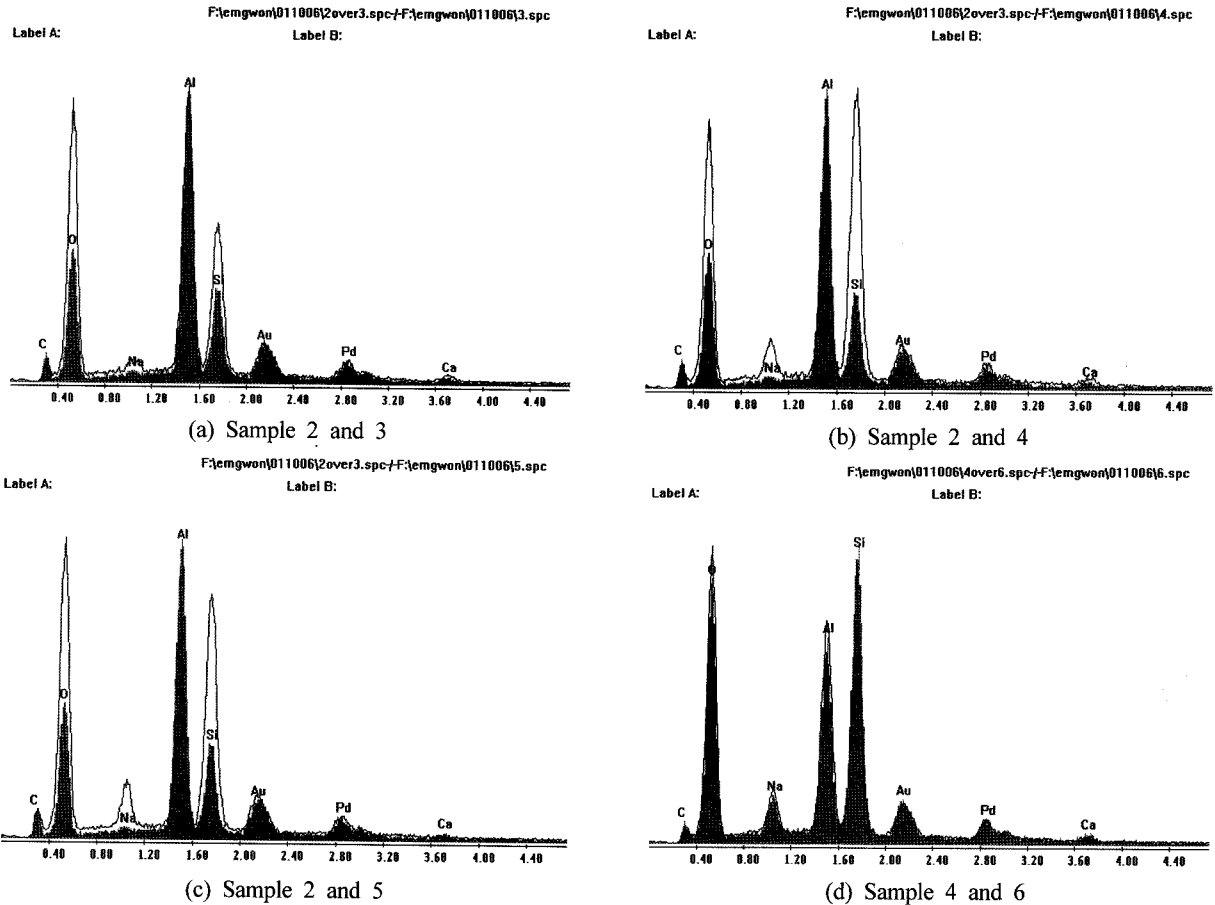 F:\emgwon\011006\2over3.spc-/-F:\emgwon\011006\3.spc
Label A: Label B:
Al
O
Si
C
Na
Au
Pd
Ca
0.40 0.80 1.20 1.60 2.00 2.40 2.80 3.20 3.60 4.00 4.40
(a) Sample 2 and 3
F:\emgwon\011006\2over3.spc-/-F:\emgwon\011006\4.spc
Label A: Label B:
Al
O
Si
C
Na
Au
Pd
Ca
0.40 0.80 1.20 1.60 2.00 2.40 2.80 3.20 3.60 4.00 4.40
(b) Sample 2 and 4
F:\emgwon\011006\2over3.spc-/-F:\emgwon\011006\5.spc
Label A: Label B:
Al
O
Si
C
Na
Au
Pd
Ca
0.40 0.80 1.20 1.60 2.00 2.40 2.80 3.20 3.60 4.00 4.40
(c) Sample 2 and 5
F:\emgwon\011006\4over6.spc-/-F:\emgwon\011006\6.spc
Label A: Label B:
Si
O
Al
C
Na
Au
Pd
Ca
0.40 0.80 1.20 1.60 2.00 2.40 2.80 3.20 3.60 4.00 4.40
(d) Sample 4 and 6